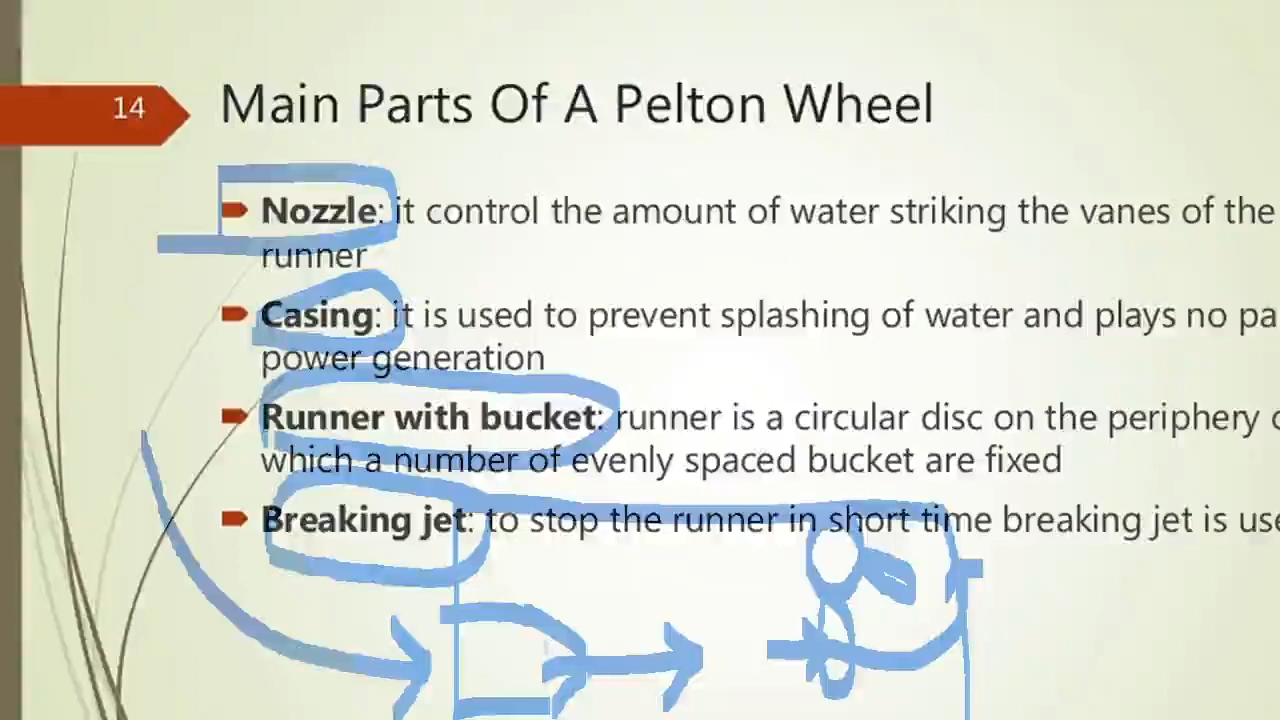 14
Main Parts Of A Pelton Wheel
Nozzle: it control the amount of water striking the vanes of the
runner
Casing: it is used to prevent splashing of water and plays no
power generation
Runner with bucket: runner is a circular disc on the periphery
which a number of evenly spaced bucket are fixed
Breaking jet: to stop the runner in short time breaking jet is